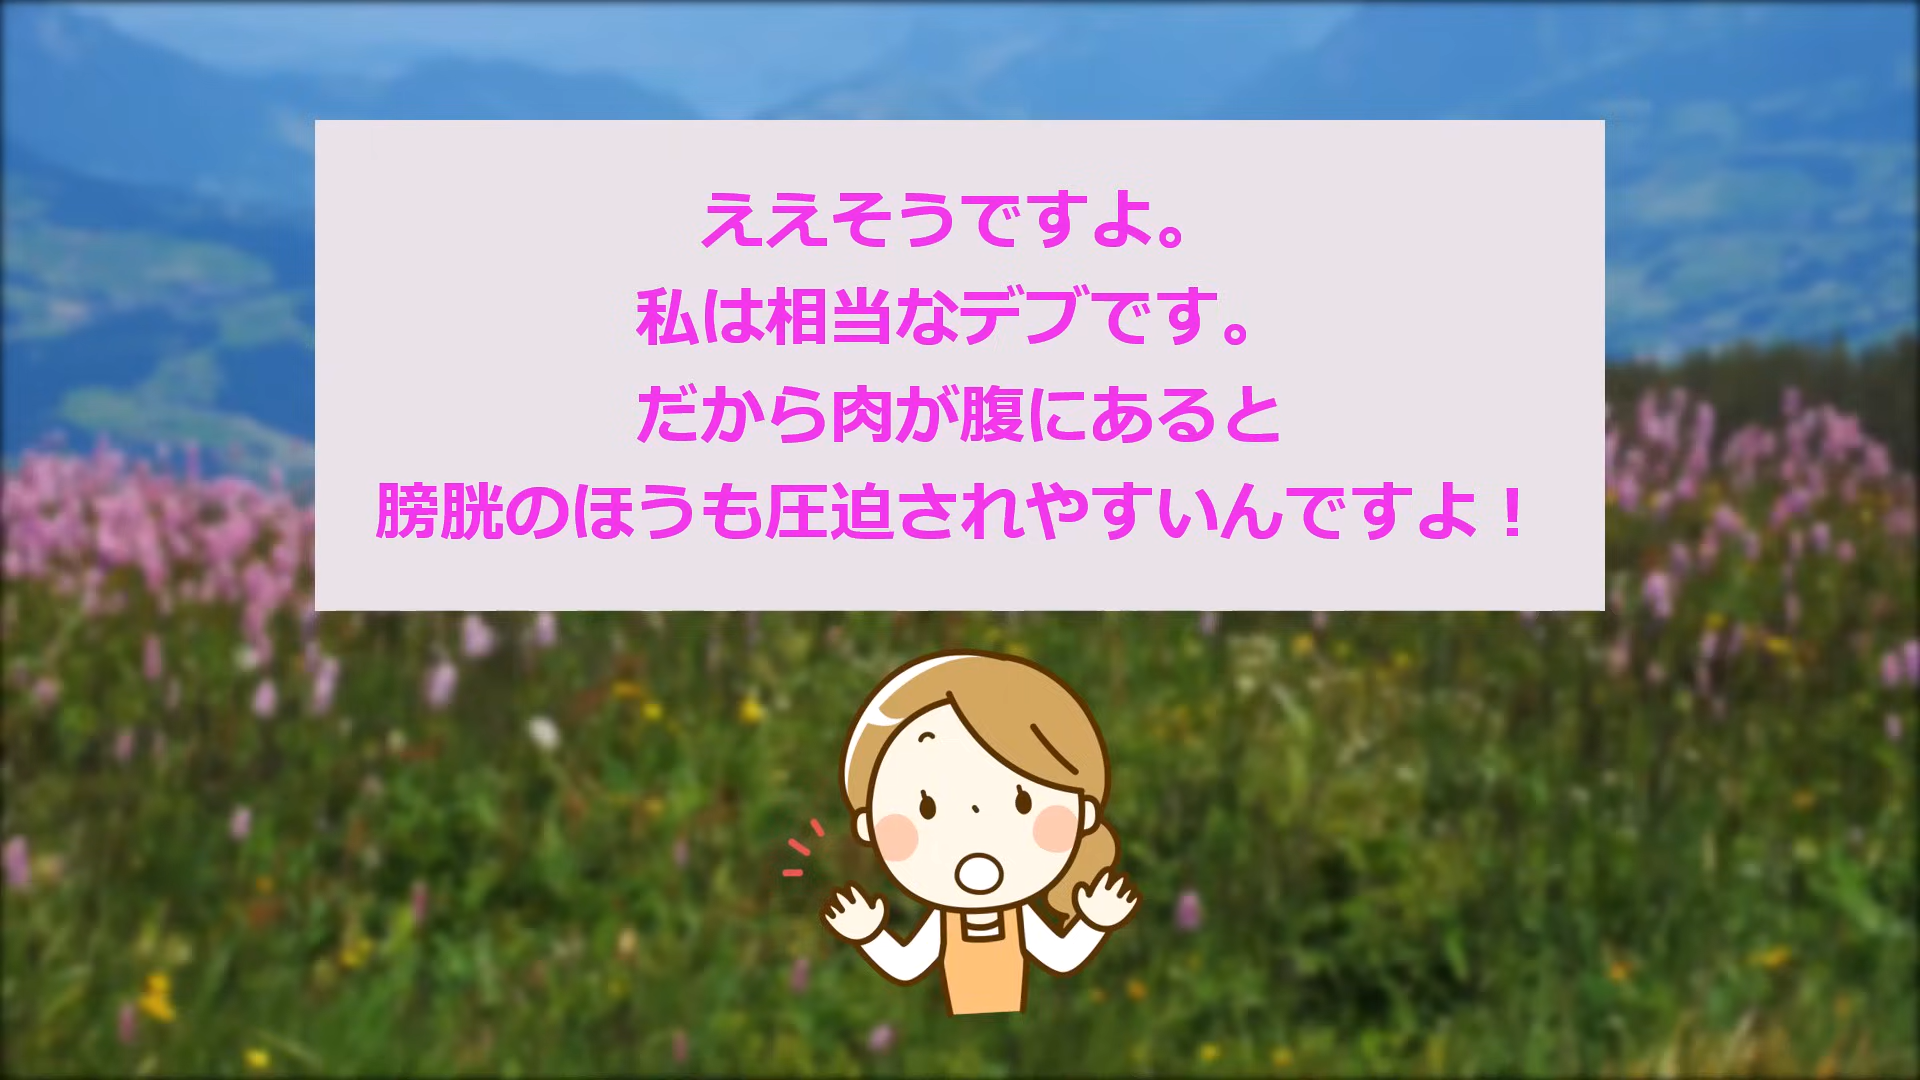 ええそうですよ。
私は相当なデブです。
だから肉が腹にあると
膀胱のほうも圧迫されやすいんですよ！